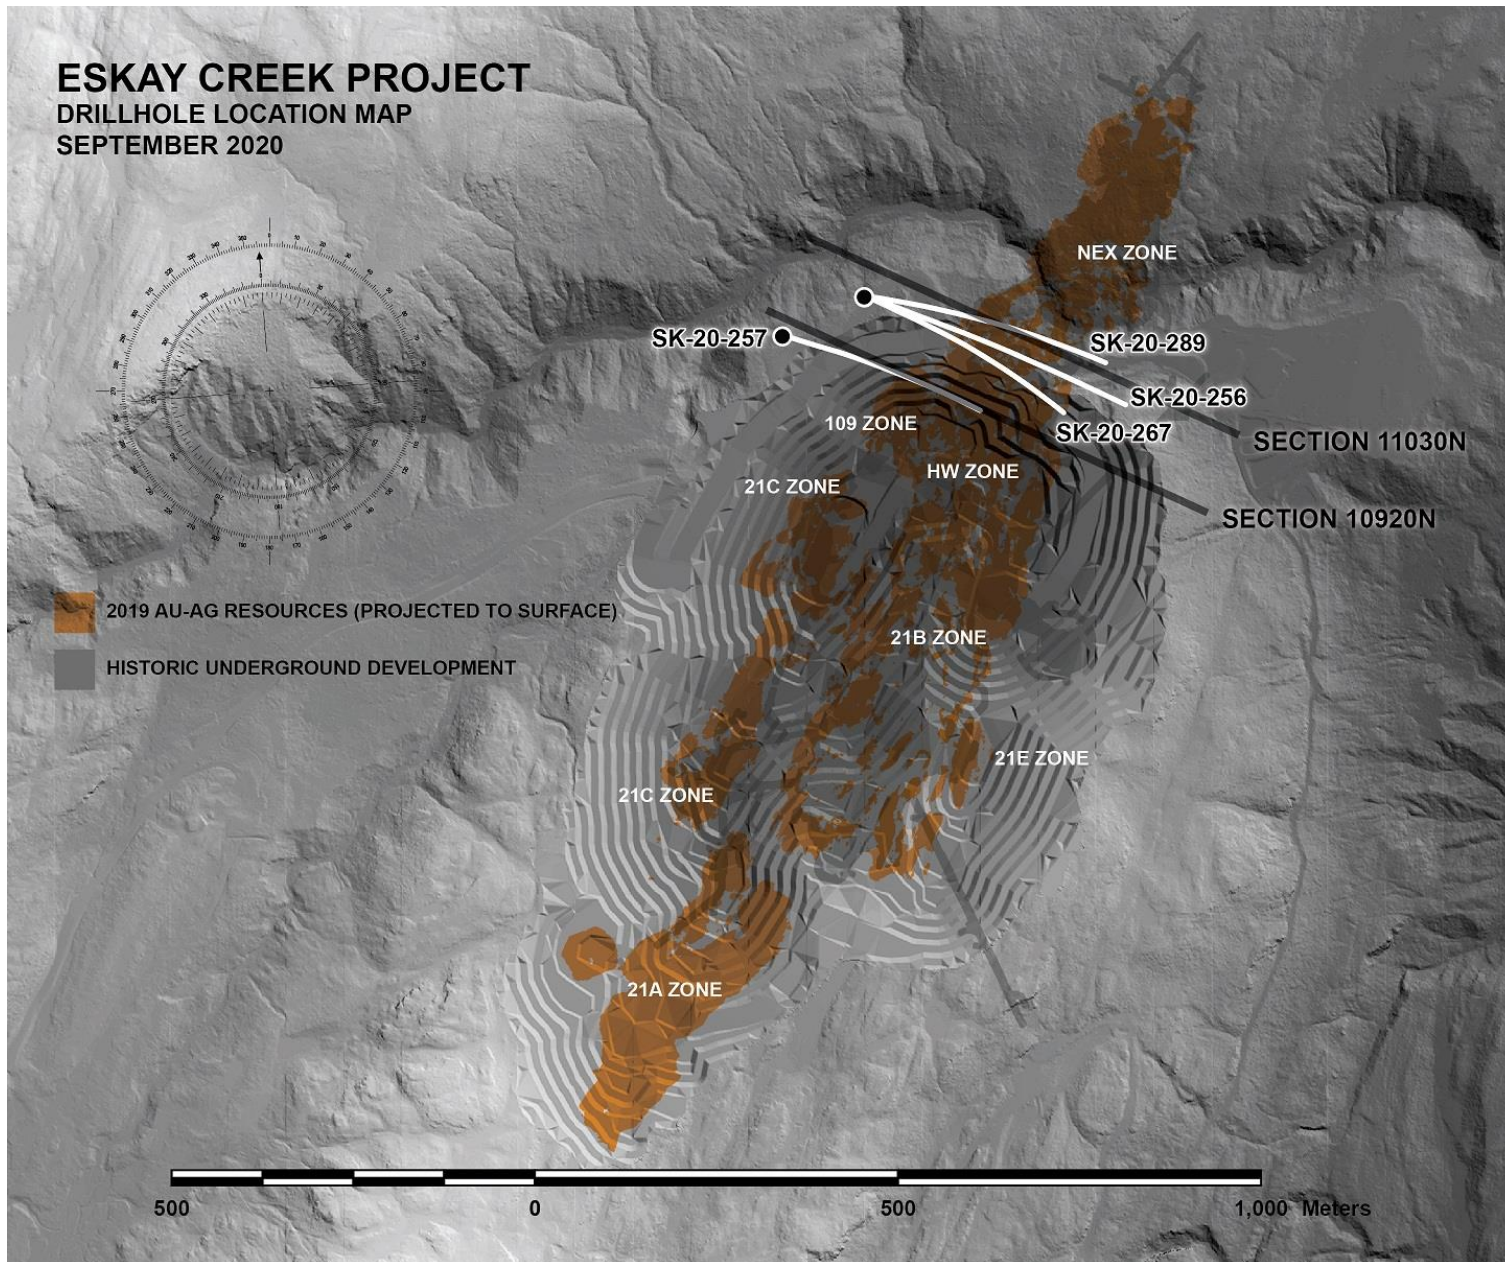 ESKAY CREEK PROJECT
DRILLHOLE LOCATION MAP
SEPTEMBER 2020
NEX ZONE
SK-20-257
SK-20-289
SK-20-256
109 ZONE
SK-20-267
SECTION 11030N
HW ZONE
21C ZONE
SECTION 10920N
2019 AU-AG RESOURCES (PROJECTED TO SURFACE)
21B ZONE
HISTORIC UNDERGROUND DEVELOPMENT
21E ZONE
21C ZONE
21A ZONE
500 0 500 1,000 Meters